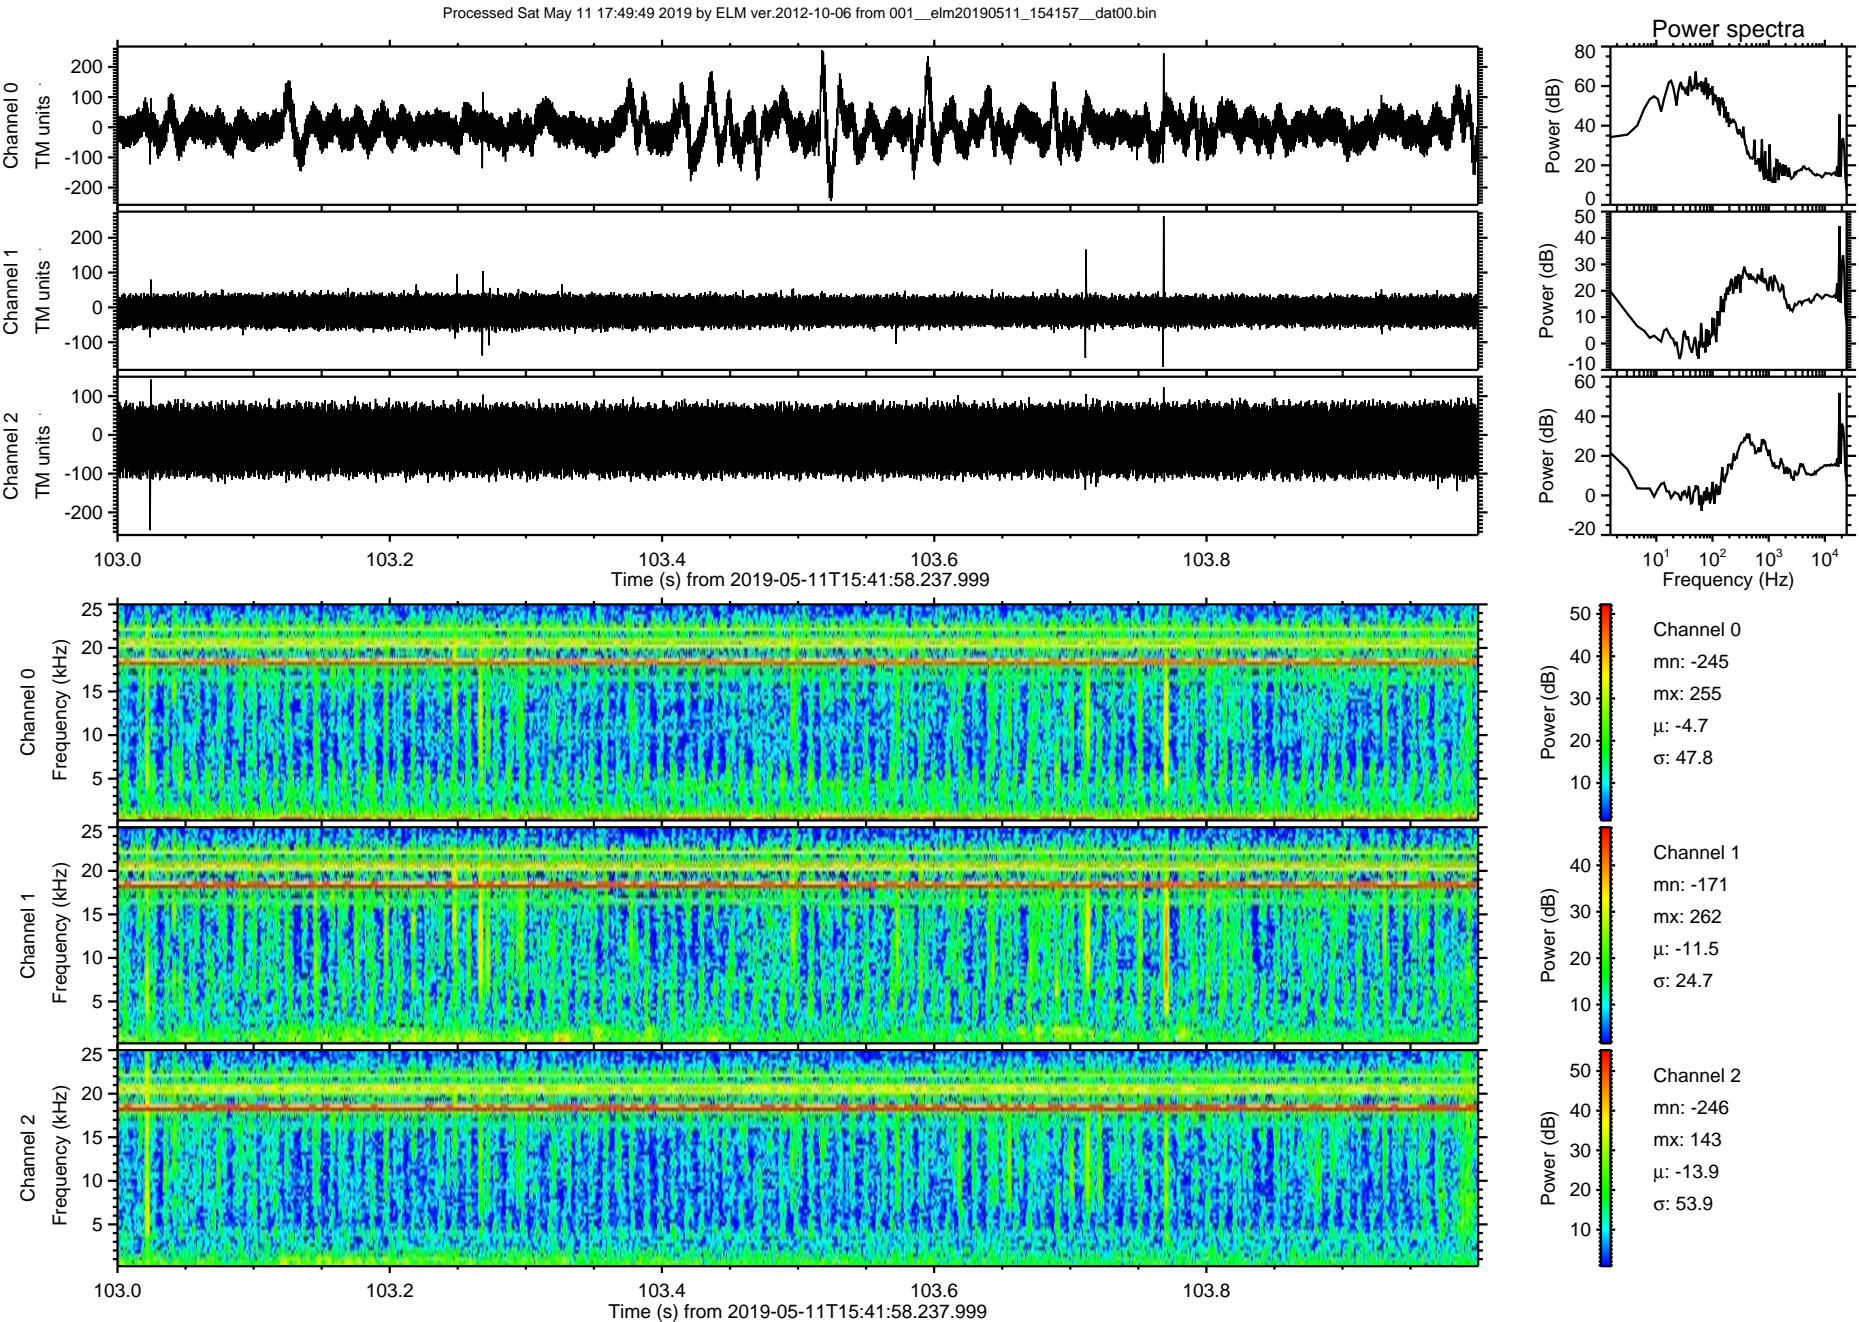 Processed Sat May 11 17:49:49 2019 by ELM ver.2012-10-06 from 001__elm20190511_154157__dat00.bin
Power spectra
Channel 0
TM units
200
100
0
-100
-200
Power (dB)
80
60
40
20
0
Channel 1
TM units
200
100
0
-100
Power (dB)
50
40
30
20
10
0
-10
Channel 2
TM units
100
0
-100
-200
Power (dB)
60
40
20
0
-20
103.0 103.2 103.4 103.6 103.8
Time (s) from 2019-05-11T15:41:58.237.999
10¹ 10² 10³ 10⁴
Frequency (Hz)
Channel 0
Frequency (kHz)
25
20
15
10
5
Power (dB)
50
40
30
20
10
Channel 0
mn: -245
mx: 255
μ: -4.7
σ: 47.8
Channel 1
Frequency (kHz)
25
20
15
10
5
Power (dB)
40
30
20
10
Channel 1
mn: -171
mx: 262
μ: -11.5
σ: 24.7
Channel 2
Frequency (kHz)
25
20
15
10
5
Power (dB)
50
40
30
20
10
Channel 2
mn: -246
mx: 143
μ: -13.9
σ: 53.9
103.0 103.2 103.4 103.6 103.8
Time (s) from 2019-05-11T15:41:58.237.999